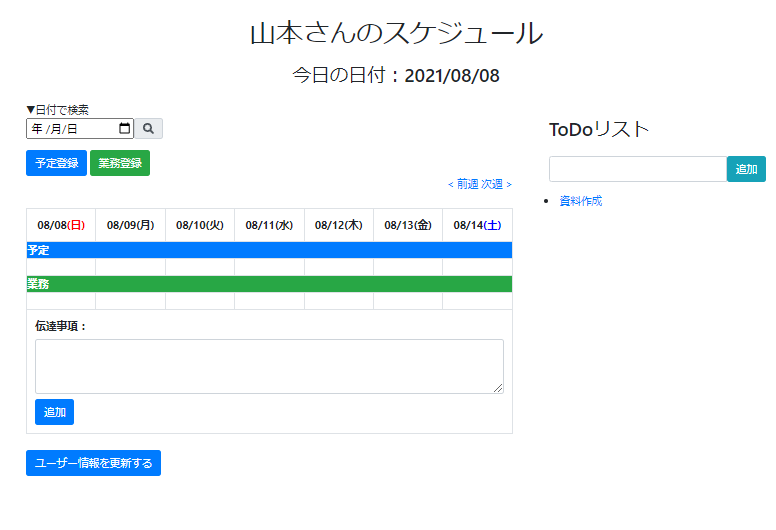 山本さんのスケジュール
今日の日付：2021/08/08
▼日付で検索
年 /月/日
予定登録 業務登録
< 前週 次週 >
08/08(日) 08/09(月) 08/10(火) 08/11(水) 08/12(木) 08/13(金) 08/14(土)
予定
業務
伝達事項：
追加
ユーザー情報を更新する
ToDoリスト
追加
資料作成